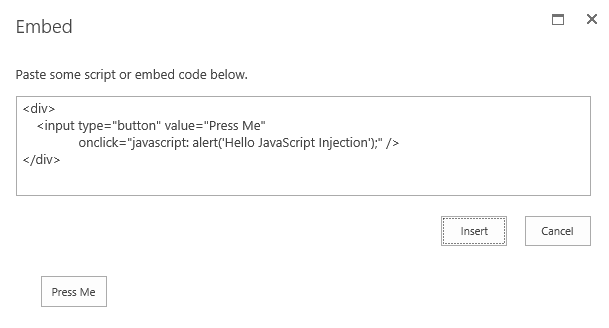 Embed
Paste some script or embed code below.
<div>
<input type="button" value="Press Me"
onclick="javascript: alert('Hello JavaScript Injection');" />
</div>
Insert
Cancel
Press Me